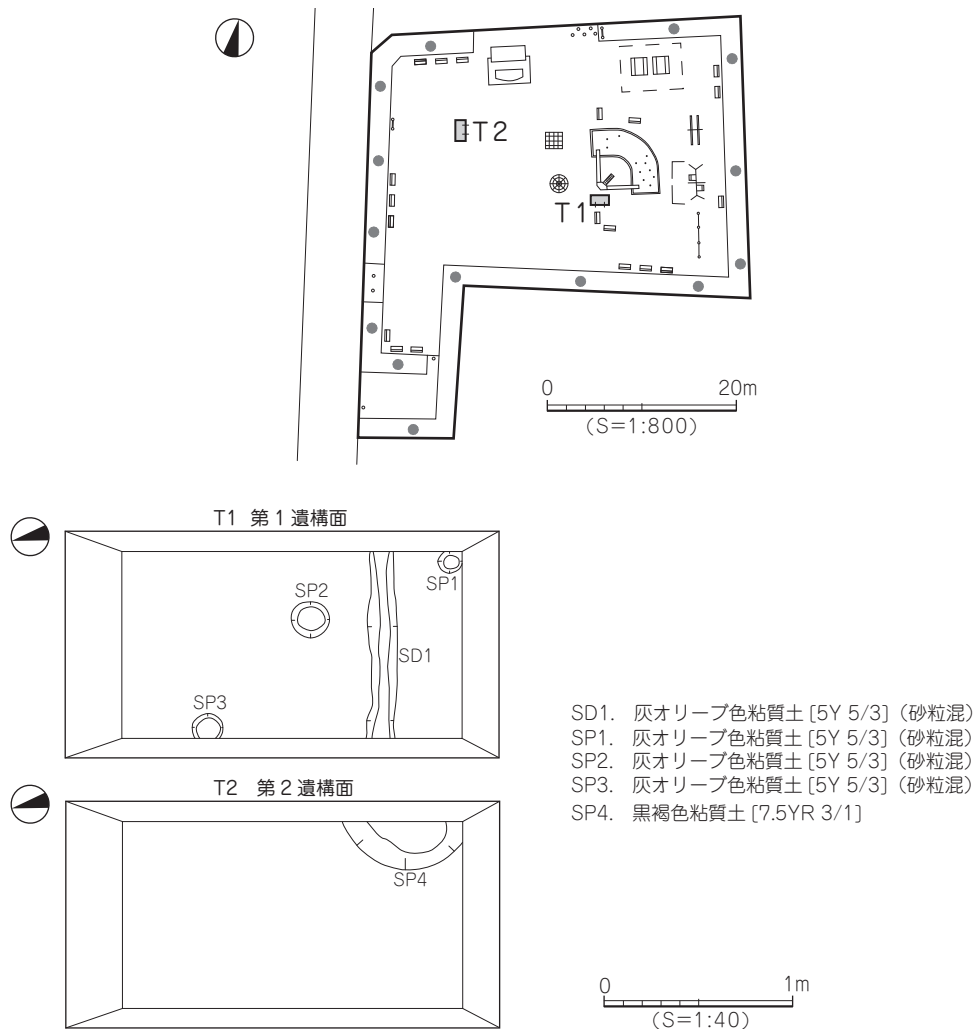 T2
T1
0 20m
(S=1:800)
T1 第1遺構面
SP1
SP2
SD1
SP3
T2 第2遺構面
SP4
SD1. 灰オリーブ色粘質土 [5Y 5/3] (砂粒混)
SP1. 灰オリーブ色粘質土 [5Y 5/3] (砂粒混)
SP2. 灰オリーブ色粘質土 [5Y 5/3] (砂粒混)
SP3. 灰オリーブ色粘質土 [5Y 5/3] (砂粒混)
SP4. 黒褐色粘質土 [7.5YR 3/1]
0 1m
(S=1:40)